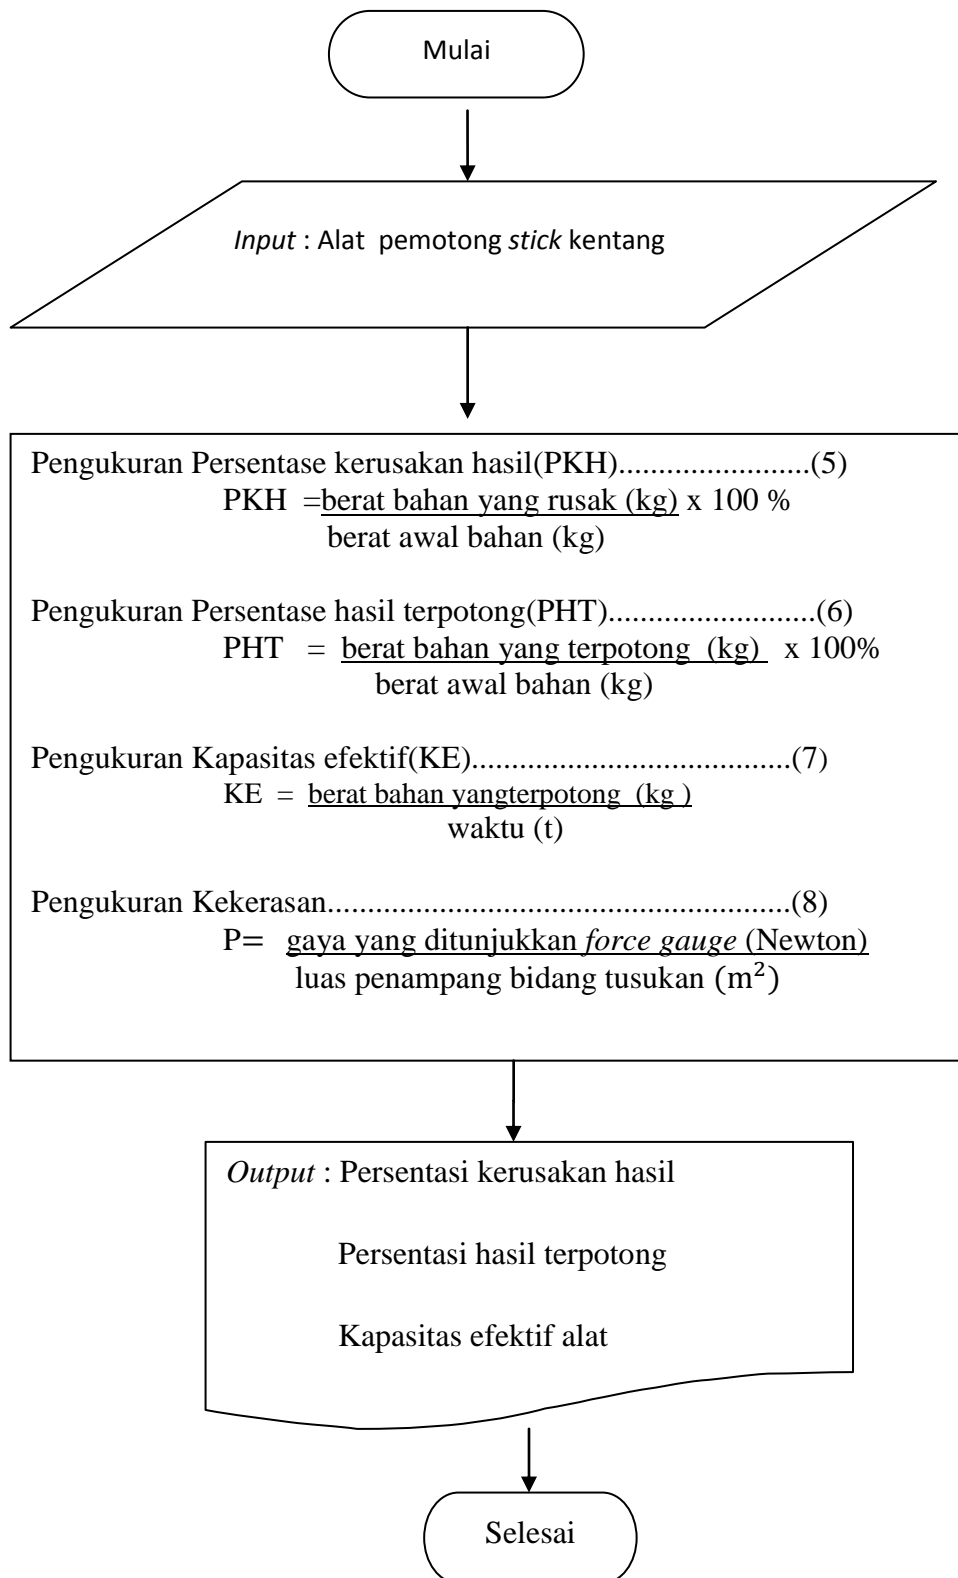 Mulai
Input : Alat  pemotong stick kentang
Pengukuran Persentase kerusakan hasil(PKH)........................(5)
PKH  =berat bahan yang rusak (kg) x 100 %
berat awal bahan (kg)
Pengukuran Persentase hasil terpotong(PHT)..........................(6)
PHT   =  berat bahan yang terpotong  (kg)  x 100%
berat awal bahan (kg)
Pengukuran Kapasitas efektif(KE)........................................(7)
KE  =  berat bahan yangterpotong  (kg )
waktu (t)
Pengukuran Kekerasan..........................................................(8)
P=   gaya yang ditunjukkan force gauge (Newton)
luas penampang bidang tusukan (m²)
Output : Persentasi kerusakan hasil
Persentasi hasil terpotong
Kapasitas efektif alat
Selesai